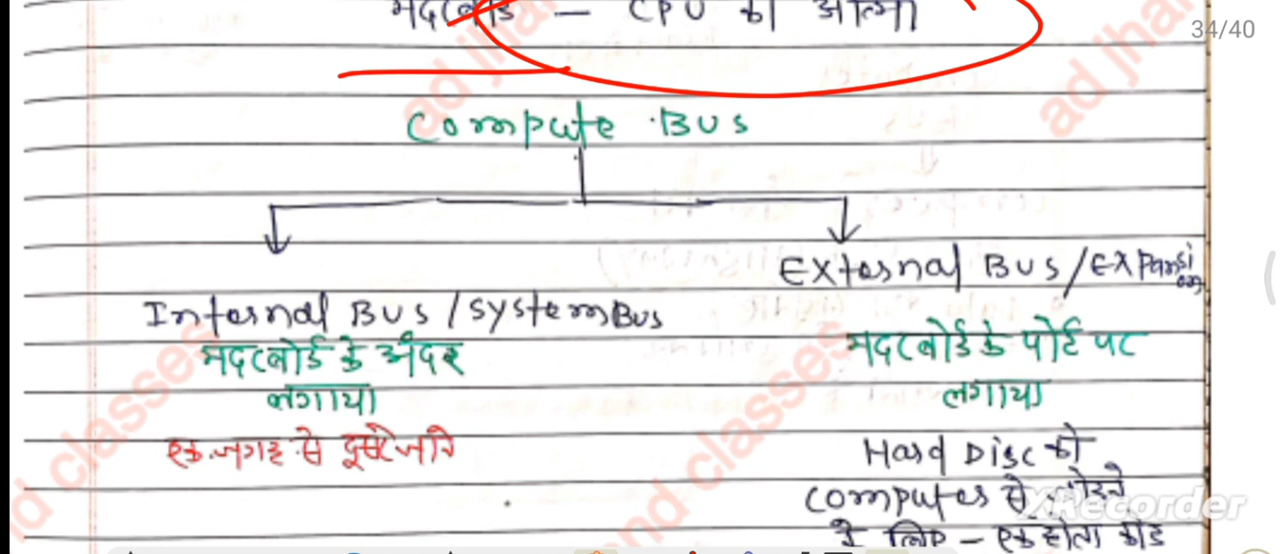 मदरबोर्ड — CPU की आत्मा
34/40
Compute Bus
External Bus/Expansion
Internal Bus/System Bus
मदरबोर्ड के अंदर
मदरबोर्ड के पोर्ट पर
लगाया
लगाया
एक जगह से दूसरे
Hard Disc को
Computer से जोड़ने
XRecorder
के लिए – एक होता